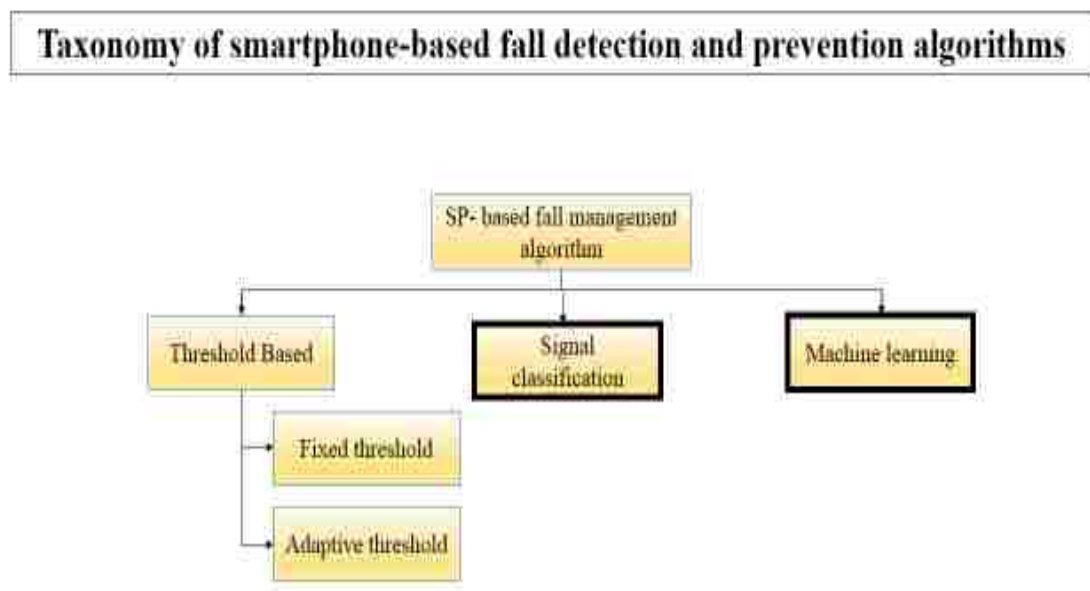 Taxonomy of smartphone-based fall detection and prevention algorithms
SP- based fall management
algorithm
Threshold Based
Signal
classification
Machine learning
Fixed threshold
Adaptive threshold